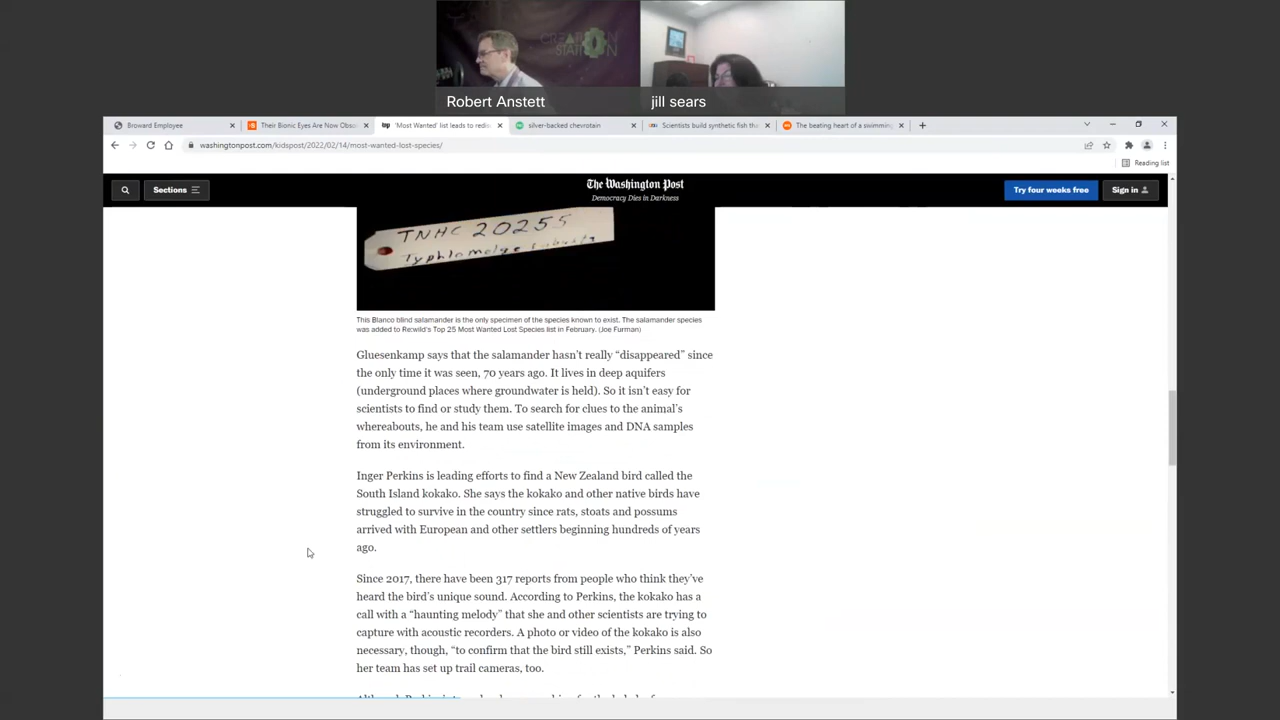 CREATION
STATION
Robert Anstett
jill sears
Broward Employee
Their Bionic Eyes Are Now Obso
'Most Wanted' list leads to redis
silver-backed chevrotain
Scientists build synthetic fish tha
The beating heart of a swimming
washingtonpost.com/kidspost/2022/02/14/most-wanted-lost-species/
Reading list
Sections
The Washington Post
Democracy Dies in Darkness
Try four weeks free
Sign in
TNHC 20255
Typhlomolge robusta
This Blanco blind salamander is the only specimen of the species known to exist. The salamander species
was added to Re:wild's Top 25 Most Wanted Lost Species list in February. (Joe Furman)
Gluesenkamp says that the salamander hasn't really “disappeared” since
the only time it was seen, 70 years ago. It lives in deep aquifers
(underground places where groundwater is held). So it isn't easy for
scientists to find or study them. To search for clues to the animal's
whereabouts, he and his team use satellite images and DNA samples
from its environment.
Inger Perkins is leading efforts to find a New Zealand bird called the
South Island kokako. She says the kokako and other native birds have
struggled to survive in the country since rats, stoats and possums
arrived with European and other settlers beginning hundreds of years
ago.
Since 2017, there have been 317 reports from people who think they've
heard the bird's unique sound. According to Perkins, the kokako has a
call with a “haunting melody” that she and other scientists are trying to
capture with acoustic recorders. A photo or video of the kokako is also
necessary, though, “to confirm that the bird still exists,” Perkins said. So
her team has set up trail cameras, too.